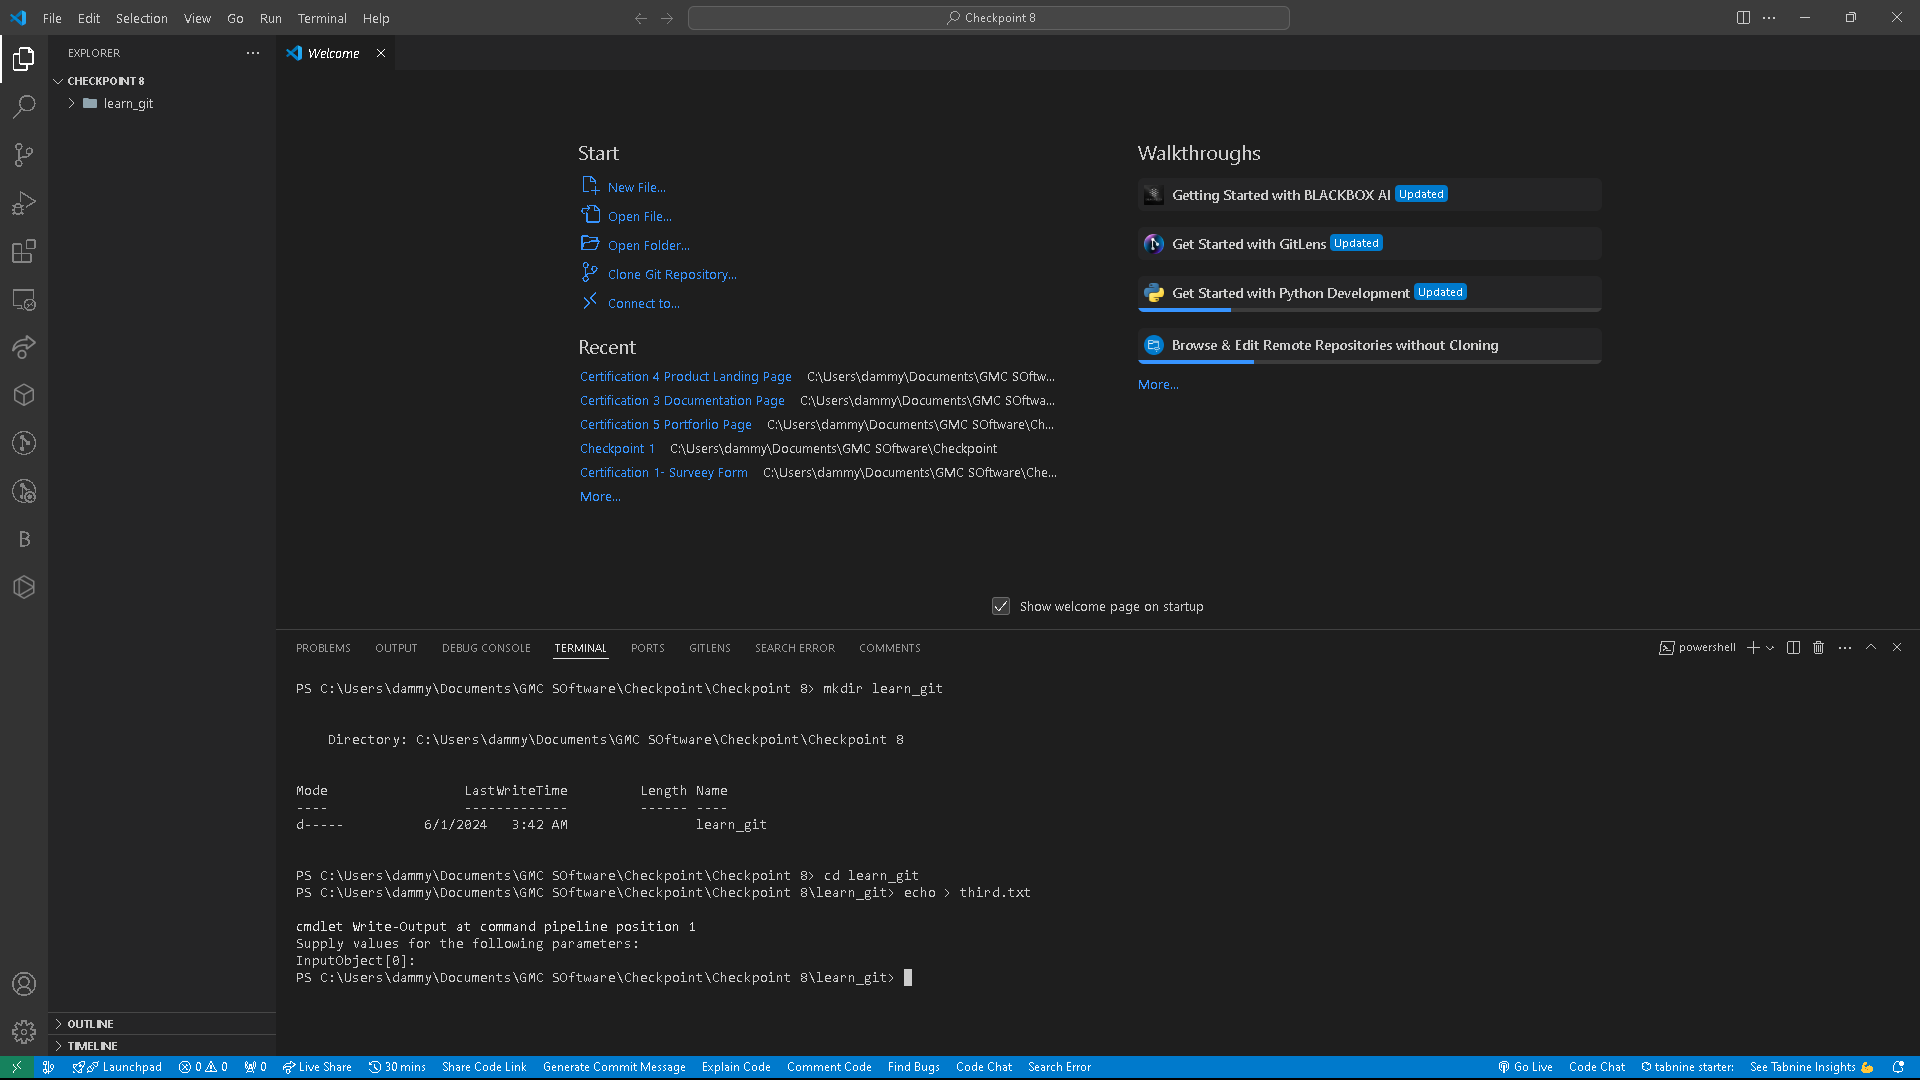 File Edit Selection View Go Run Terminal Help
Checkpoint 8
EXPLORER
CHECKPOINT 8
learn_git
OUTLINE
TIMELINE
Welcome
Start
New File...
Open File...
Open Folder...
Clone Git Repository...
Connect to...
Recent
Certification 4 Product Landing Page C:\Users\dammy\Documents\GMC SOftw...
Certification 3 Documentation Page C:\Users\dammy\Documents\GMC SOftwa...
Certification 5 Portforlio Page C:\Users\dammy\Documents\GMC SOftware\Ch...
Checkpoint 1 C:\Users\dammy\Documents\GMC SOftware\Checkpoint
Certification 1- Surveey Form C:\Users\dammy\Documents\GMC SOftware\Che...
More...
Walkthroughs
Getting Started with BLACKBOX AI Updated
Get Started with GitLens Updated
Get Started with Python Development Updated
Browse & Edit Remote Repositories without Cloning
More...
Show welcome page on startup
PROBLEMS OUTPUT DEBUG CONSOLE TERMINAL PORTS GITLENS SEARCH ERROR COMMENTS
powershell
PS C:\Users\dammy\Documents\GMC SOftware\Checkpoint\Checkpoint 8> mkdir learn_git
Directory: C:\Users\dammy\Documents\GMC SOftware\Checkpoint\Checkpoint 8
Mode LastWriteTime Length Name
---- ------------- ------ ----
d----- 6/1/2024 3:42 AM learn_git
PS C:\Users\dammy\Documents\GMC SOftware\Checkpoint\Checkpoint 8> cd learn_git
PS C:\Users\dammy\Documents\GMC SOftware\Checkpoint\Checkpoint 8\learn_git> echo > third.txt
cmdlet Write-Output at command pipeline position 1
Supply values for the following parameters:
InputObject[0]:
PS C:\Users\dammy\Documents\GMC SOftware\Checkpoint\Checkpoint 8\learn_git>
Launchpad 0 0 0 Live Share 30 mins Share Code Link Generate Commit Message Explain Code Comment Code Find Bugs Code Chat Search Error Go Live Code Chat tabnine starter: See Tabnine Insights 💪